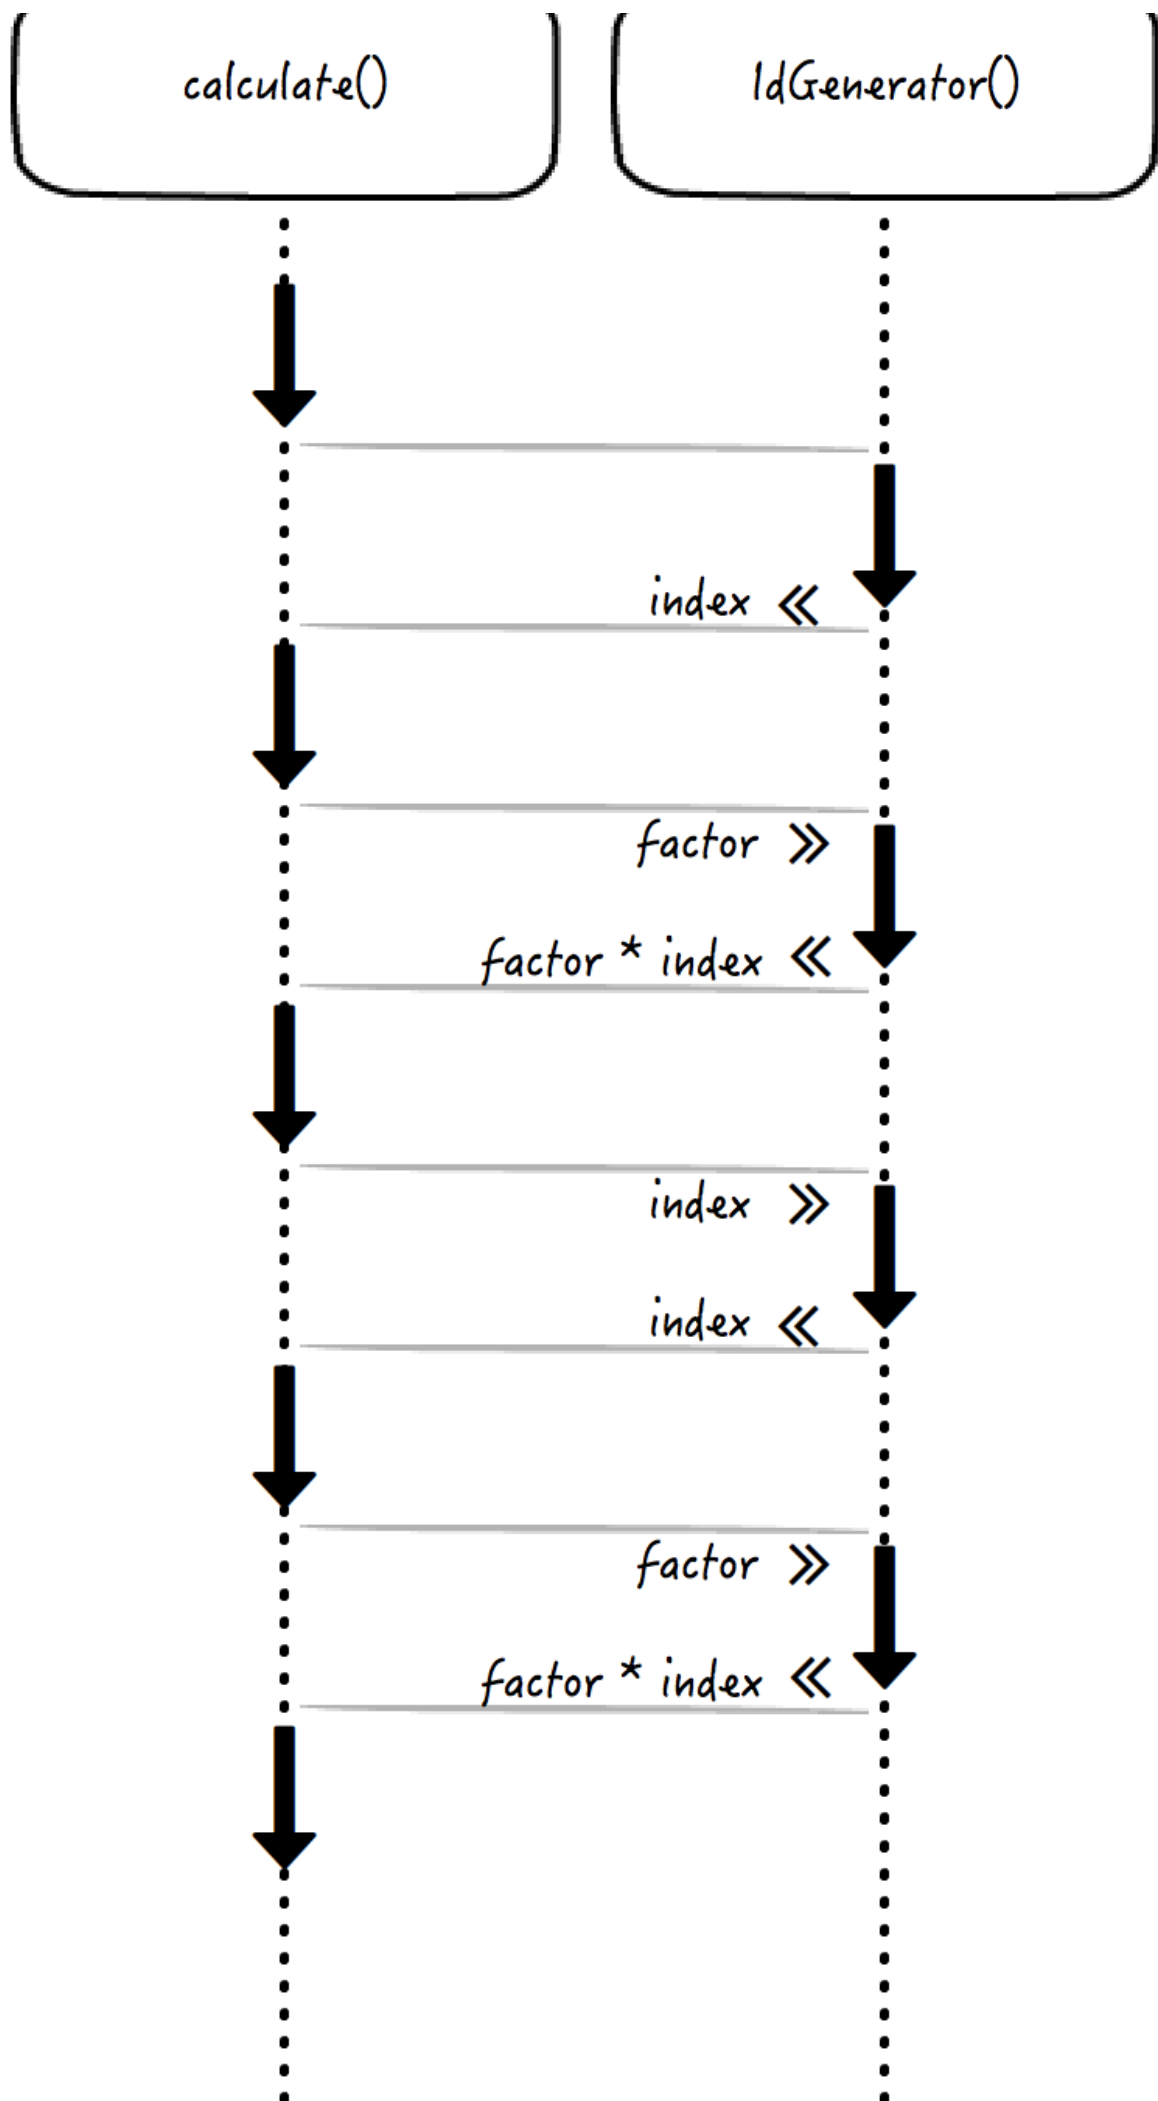 calculate()
IdGenerator()
index «
factor »
factor * index «
index »
index «
factor »
factor * index «